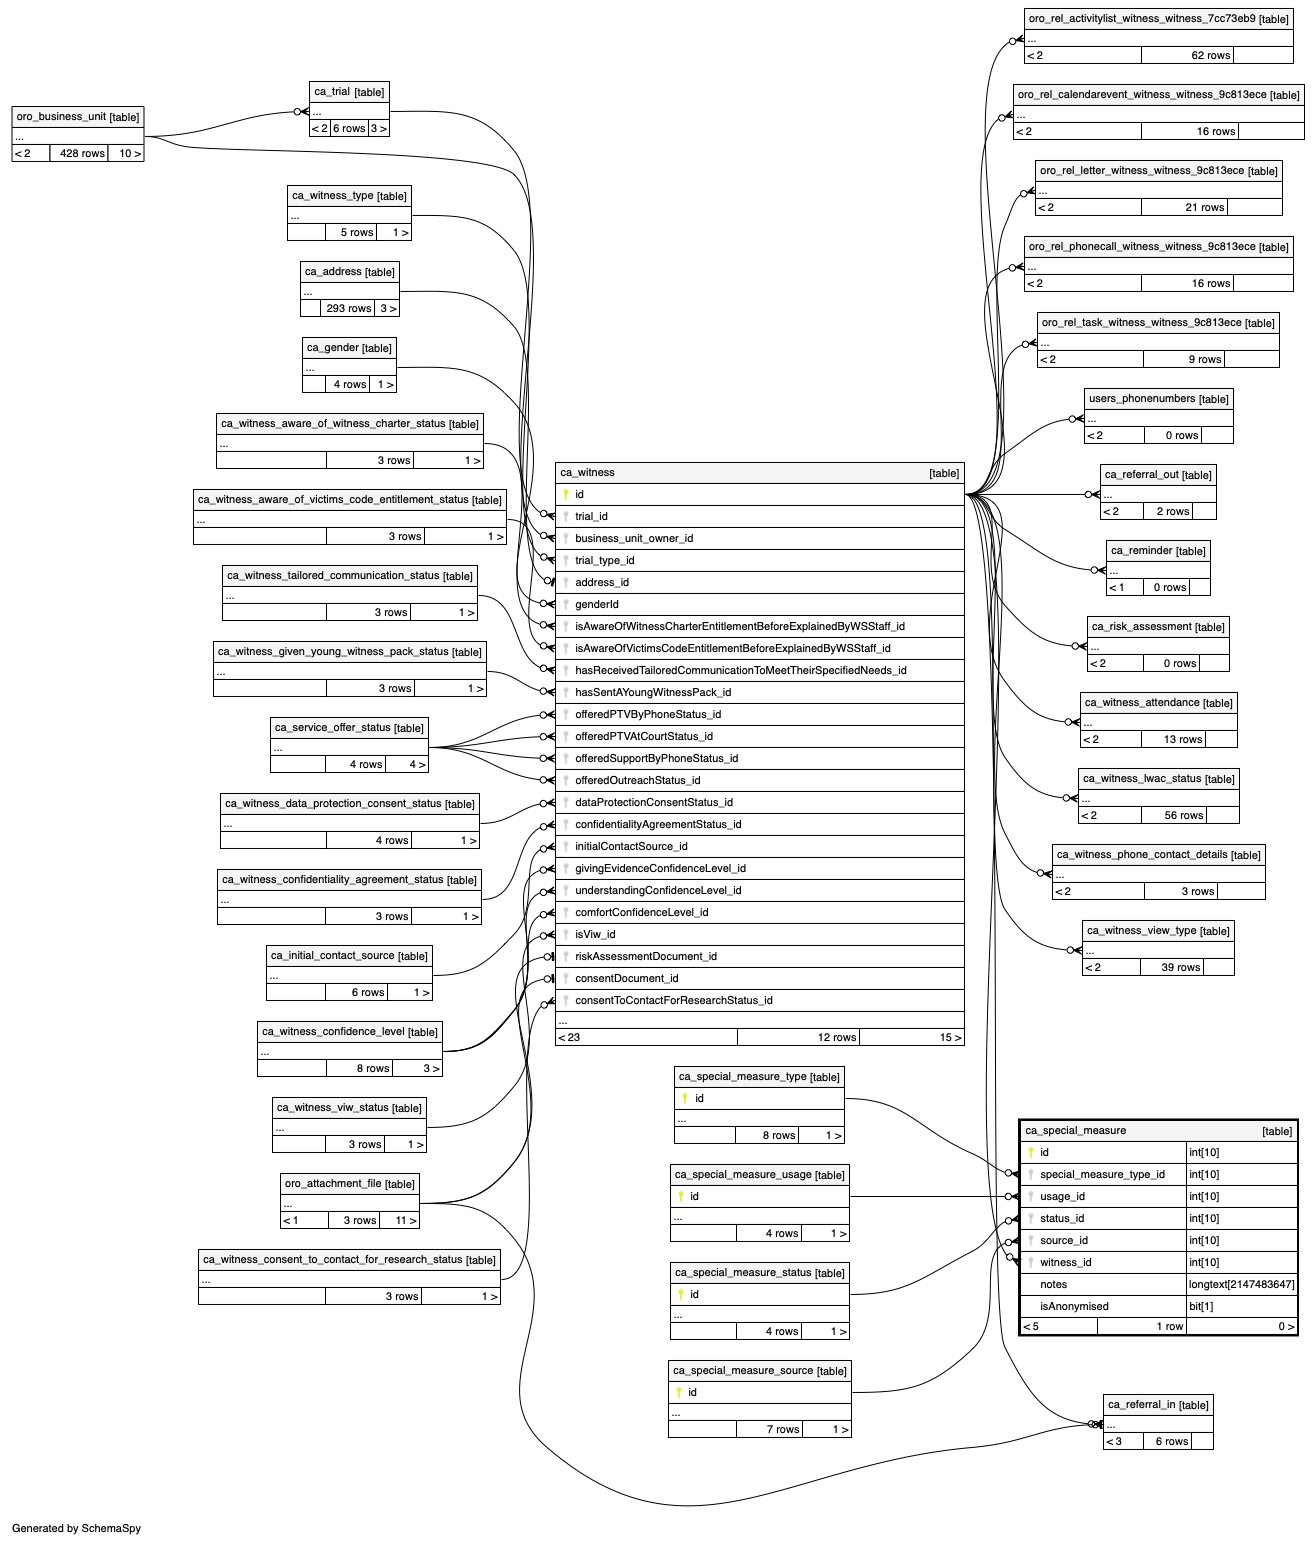 oro_business_unit [table]
...
< 2 428 rows 10 >
ca_trial [table]
...
< 2 6 rows 3 >
ca_witness_type [table]
...
5 rows 1 >
ca_address [table]
...
293 rows 3 >
ca_gender [table]
...
4 rows 1 >
ca_witness_aware_of_witness_charter_status [table]
...
3 rows 1 >
ca_witness_aware_of_victims_code_entitlement_status [table]
...
3 rows 1 >
ca_witness_tailored_communication_status [table]
...
3 rows 1 >
ca_witness_given_young_witness_pack_status [table]
...
3 rows 1 >
ca_service_offer_status [table]
...
4 rows 4 >
ca_witness_data_protection_consent_status [table]
...
4 rows 1 >
ca_witness_confidentiality_agreement_status [table]
...
3 rows 1 >
ca_initial_contact_source [table]
...
6 rows 1 >
ca_witness_confidence_level [table]
...
8 rows 3 >
ca_witness_viw_status [table]
...
3 rows 1 >
oro_attachment_file [table]
...
< 1 3 rows 11 >
ca_witness_consent_to_contact_for_research_status [table]
...
3 rows 1 >
ca_witness [table]
id
trial_id
business_unit_owner_id
trial_type_id
address_id
genderId
isAwareOfWitnessCharterEntitlementBeforeExplainedByWSStaff_id
isAwareOfVictimsCodeEntitlementBeforeExplainedByWSStaff_id
hasReceivedTailoredCommunicationToMeetTheirSpecifiedNeeds_id
hasSentAYoungWitnessPack_id
offeredPTVByPhoneStatus_id
offeredPTVAtCourtStatus_id
offeredSupportByPhoneStatus_id
offeredOutreachStatus_id
dataProtectionConsentStatus_id
confidentialityAgreementStatus_id
initialContactSource_id
givingEvidenceConfidenceLevel_id
understandingConfidenceLevel_id
comfortConfidenceLevel_id
isViw_id
riskAssessmentDocument_id
consentDocument_id
consentToContactForResearchStatus_id
...
< 23 12 rows 15 >
ca_special_measure_type [table]
id
...
8 rows 1 >
ca_special_measure_usage [table]
id
...
4 rows 1 >
ca_special_measure_status [table]
id
...
4 rows 1 >
ca_special_measure_source [table]
id
...
7 rows 1 >
oro_rel_activitylist_witness_witness_7cc73eb9 [table]
...
< 2 62 rows
oro_rel_calendarevent_witness_witness_9c813ece [table]
...
< 2 16 rows
oro_rel_letter_witness_witness_9c813ece [table]
...
< 2 21 rows
oro_rel_phonecall_witness_witness_9c813ece [table]
...
< 2 16 rows
oro_rel_task_witness_witness_9c813ece [table]
...
< 2 9 rows
users_phonenumbers [table]
...
< 2 0 rows
ca_referral_out [table]
...
< 2 2 rows
ca_reminder [table]
...
< 1 0 rows
ca_risk_assessment [table]
...
< 2 0 rows
ca_witness_attendance [table]
...
< 2 13 rows
ca_witness_lwac_status [table]
...
< 2 56 rows
ca_witness_phone_contact_details [table]
...
< 2 3 rows
ca_witness_view_type [table]
...
< 2 39 rows
ca_special_measure [table]
id int[10]
special_measure_type_id int[10]
usage_id int[10]
status_id int[10]
source_id int[10]
witness_id int[10]
notes longtext[2147483647]
isAnonymised bit[1]
< 5 1 row 0 >
ca_referral_in [table]
...
< 3 6 rows
Generated by SchemaSpy